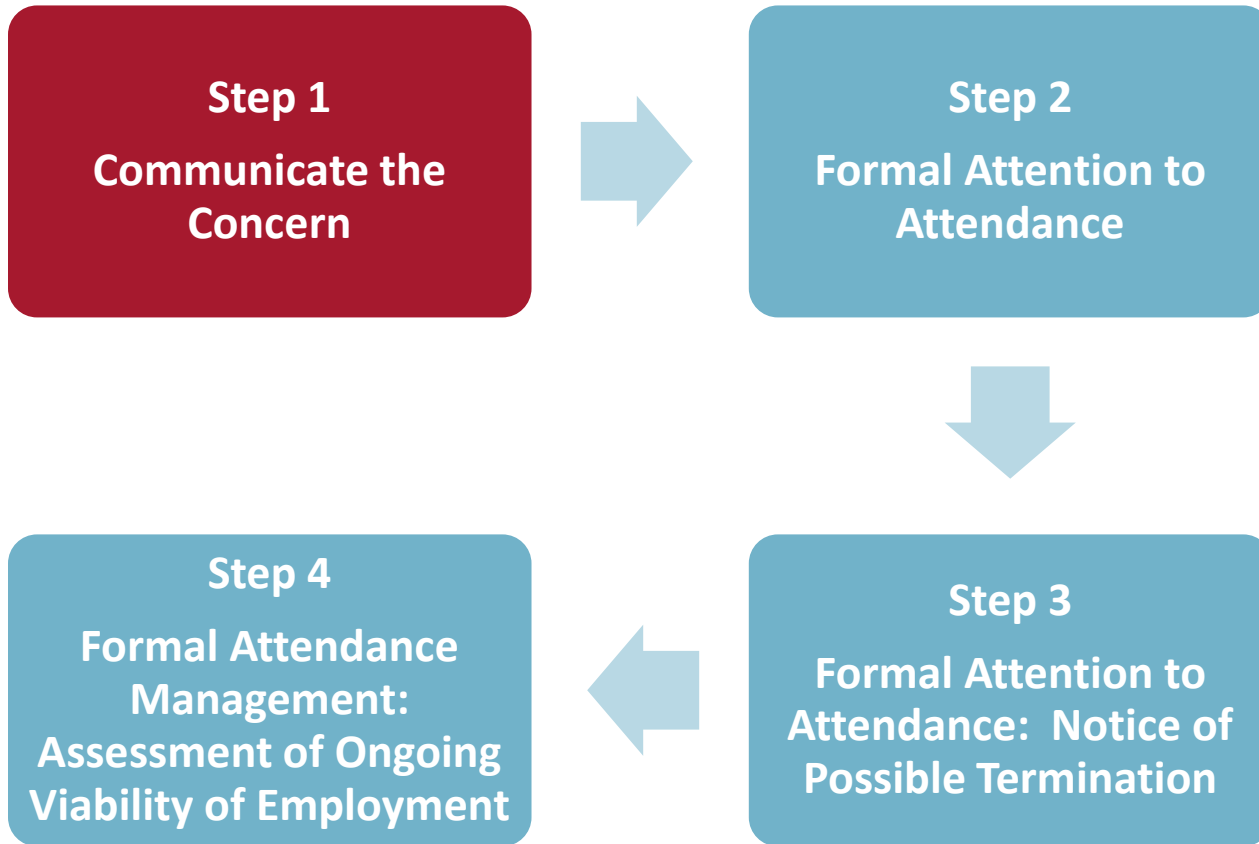 Step 1
Communicate the
Concern
Step 2
Formal Attention to
Attendance
Step 3
Formal Attention to
Attendance:  Notice of
Possible Termination
Step 4
Formal Attendance
Management:
Assessment of Ongoing
Viability of Employment